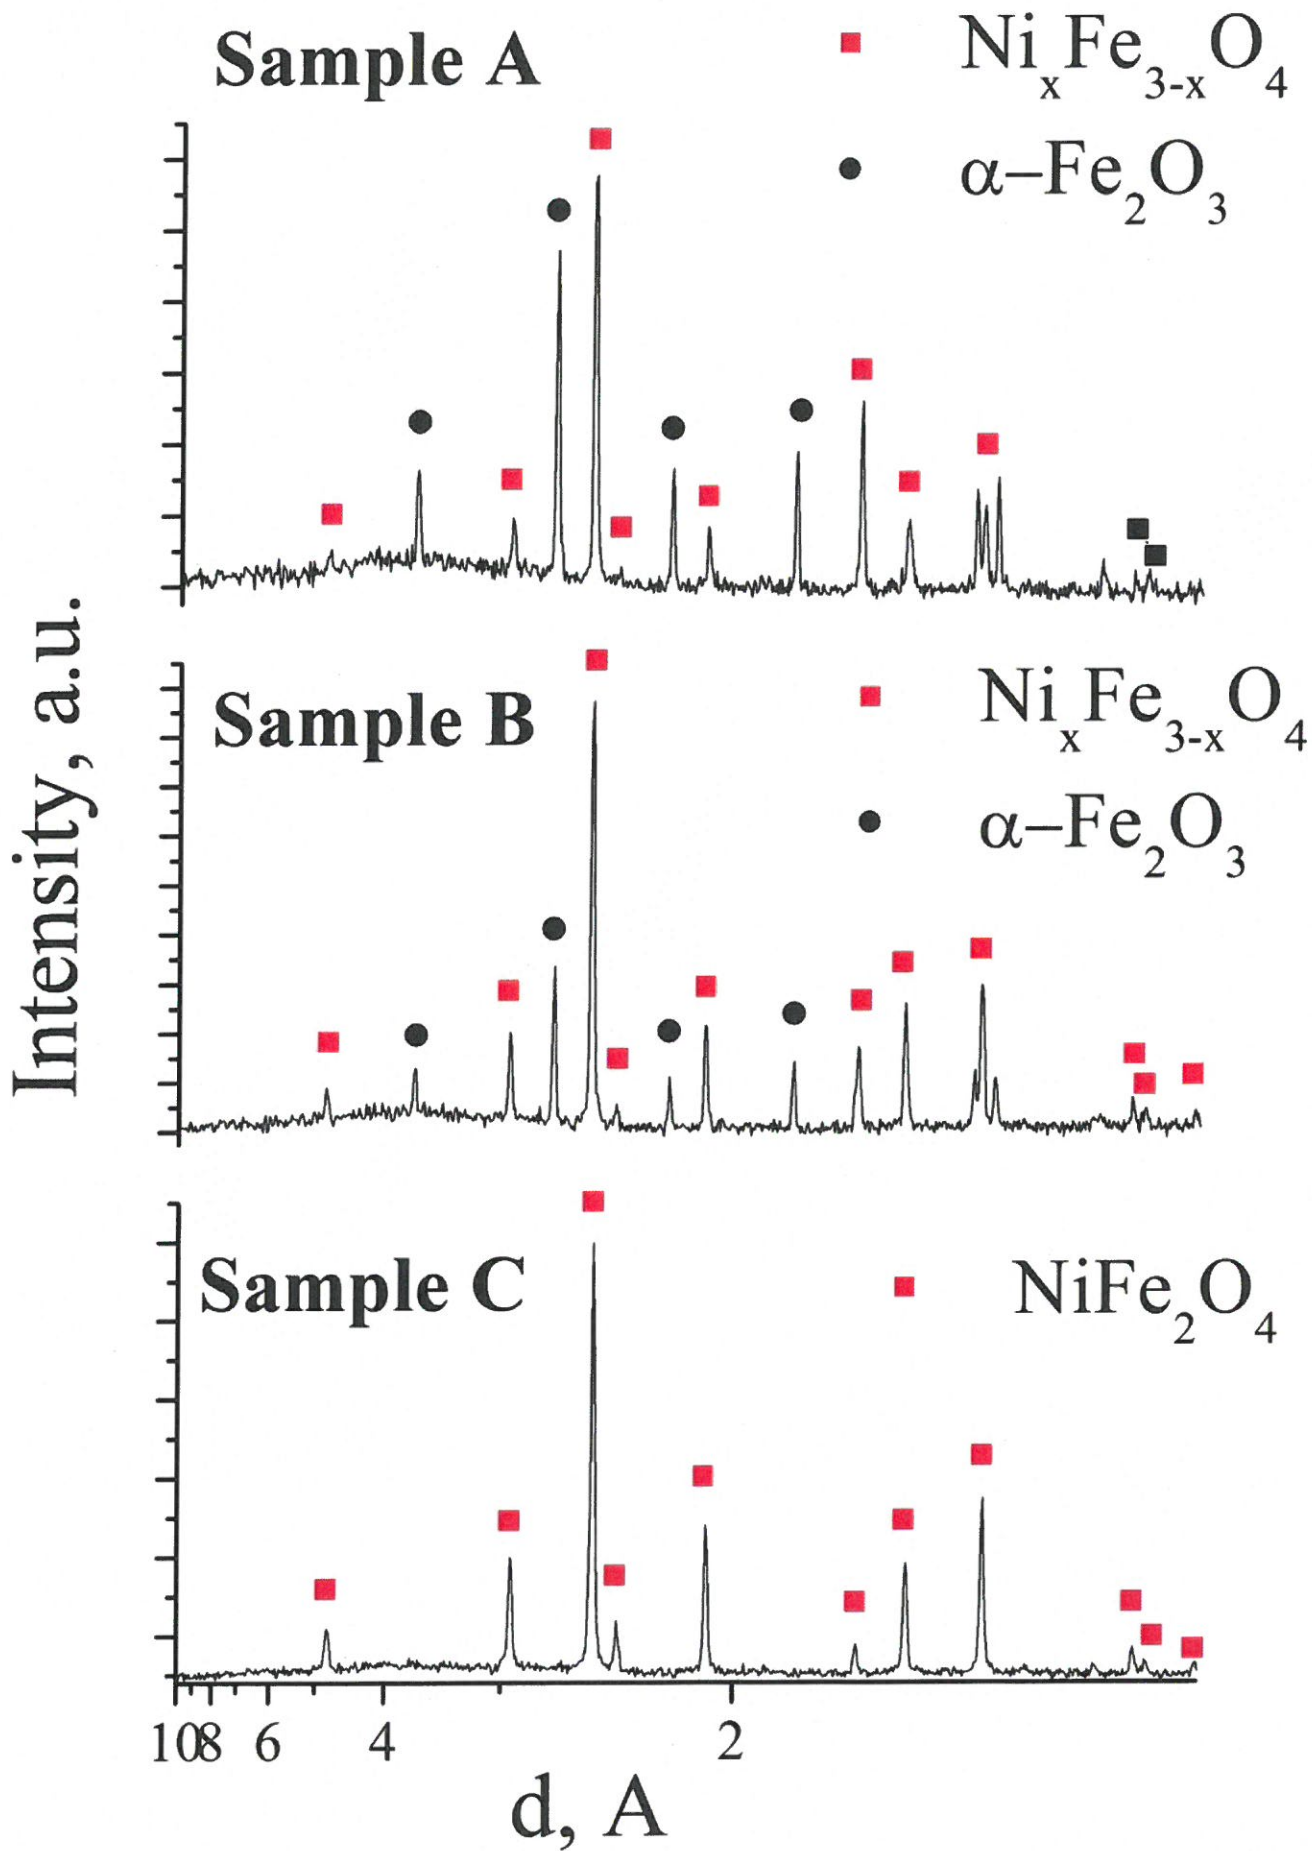 Sample A
NiₓFe₃₋ₓO₄
α–Fe₂O₃
Intensity, a.u.
Sample B
NiₓFe₃₋ₓO₄
α–Fe₂O₃
Sample C
NiFe₂O₄
10 8 6 4 2
d, A